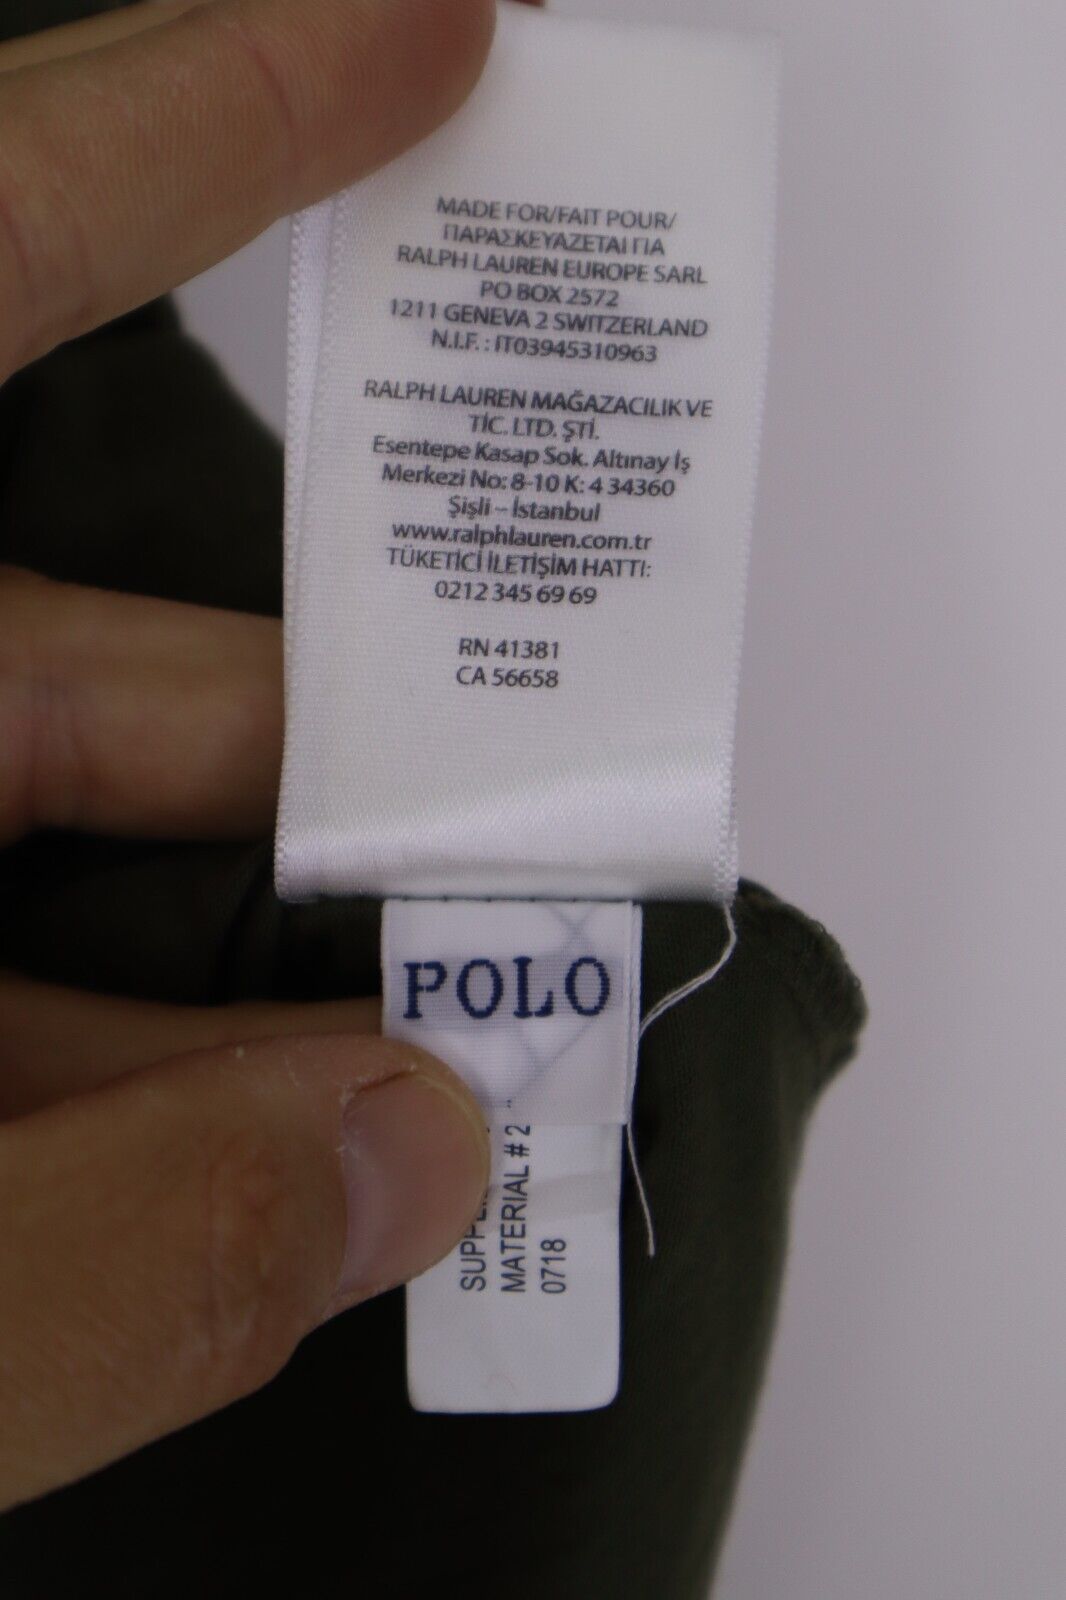 MADE FOR/FAIT POUR/
ΠΑΡΑΣΚΕΥΑΖΕΤΑΙ ΓΙΑ
RALPH LAUREN EUROPE SARL
PO BOX 2572
1211 GENEVA 2 SWITZERLAND
N.I.F. : IT03945310963
RALPH LAUREN MAĞAZACILIK VE
TİC. LTD. ŞTİ.
Esentepe Kasap Sok. Altınay İş
Merkezi No: 8-10 K: 4 34360
Şişli – İstanbul
www.ralphlauren.com.tr
TÜKETİCİ İLETİŞİM HATTI:
0212 345 69 69
RN 41381
CA 56658
POLO
MATERIAL # 2
0718